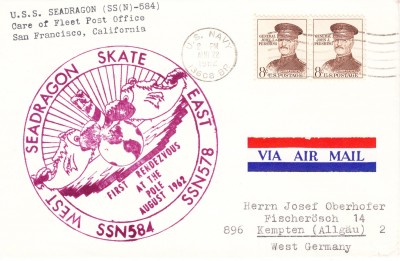 U.S.S. SEADRAGON (SS(N)-584)
Care of Fleet Post Office
San Francisco, California
U.S. NAVY
PM
8¢ GENERAL JOHN J. PERSHING U.S. POSTAGE
8¢ GENERAL JOHN J. PERSHING U.S. POSTAGE
SEADRAGON SKATE
WEST EAST
SSN584 SSN578
FIRST RENDEZVOUS
AT THE
POLE
AUGUST 1962
VIA AIR MAIL
Herrn Josef Oberhofer
Fischerösch 14
896 Kempten (Allgäu) 2
West Germany